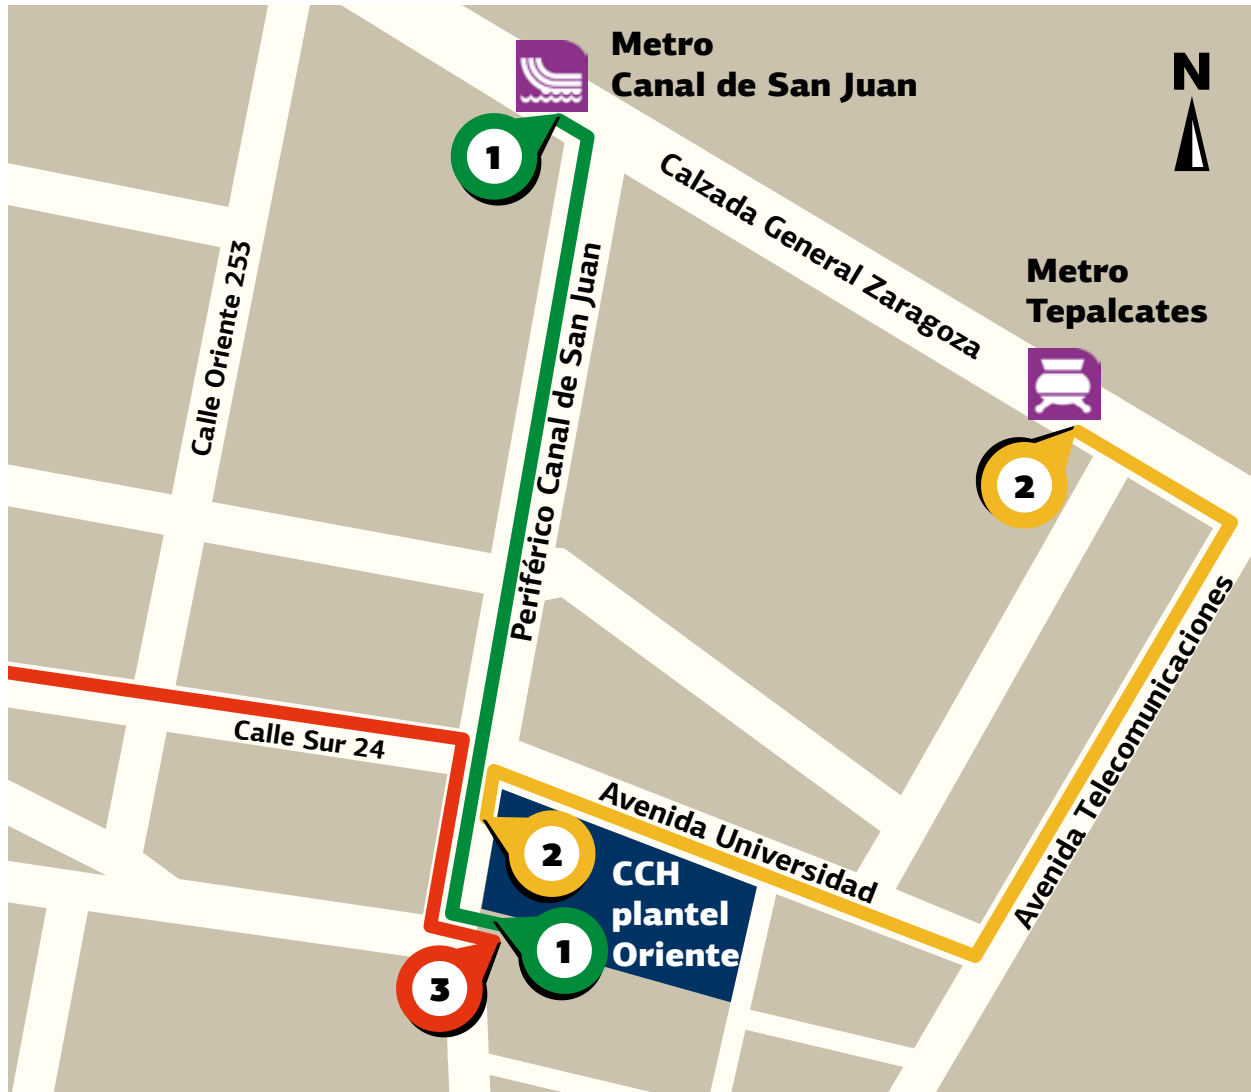 Metro
Canal de San Juan
N
1
Calzada General Zaragoza
Metro
Tepalcates
Calle Oriente 253
Periférico Canal de San Juan
2
Avenida Telecomunicaciones
Calle Sur 24
Avenida Universidad
2
CCH
plantel
Oriente
1
3